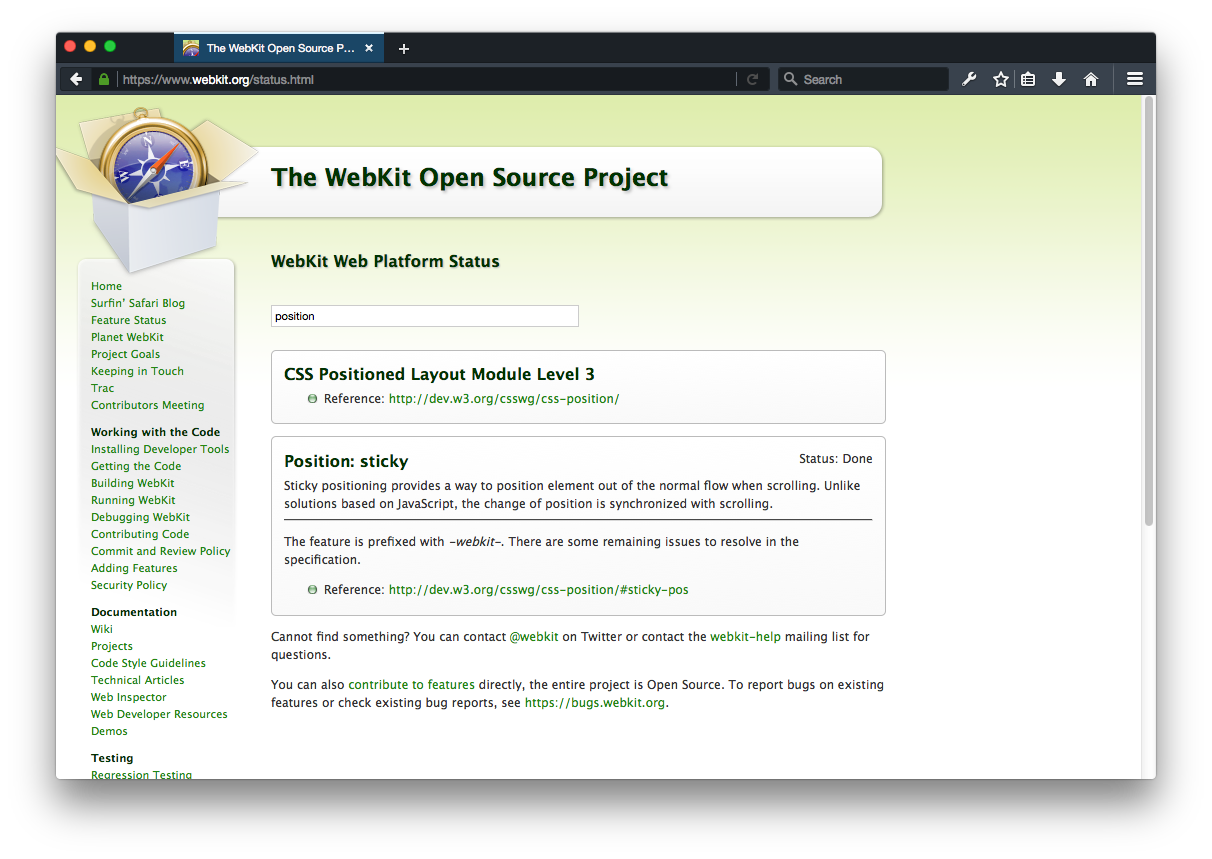 The WebKit Open Source P...
https://www.webkit.org/status.html
Search
The WebKit Open Source Project
WebKit Web Platform Status
position
CSS Positioned Layout Module Level 3
Reference: http://dev.w3.org/csswg/css-position/
Position: sticky
Status: Done
Sticky positioning provides a way to position element out of the normal flow when scrolling. Unlike
solutions based on JavaScript, the change of position is synchronized with scrolling.
The feature is prefixed with -webkit-. There are some remaining issues to resolve in the
specification.
Reference: http://dev.w3.org/csswg/css-position/#sticky-pos
Cannot find something? You can contact @webkit on Twitter or contact the webkit-help mailing list for
questions.
You can also contribute to features directly, the entire project is Open Source. To report bugs on existing
features or check existing bug reports, see https://bugs.webkit.org.
Home
Surfin' Safari Blog
Feature Status
Planet WebKit
Project Goals
Keeping in Touch
Trac
Contributors Meeting
Working with the Code
Installing Developer Tools
Getting the Code
Building WebKit
Running WebKit
Debugging WebKit
Contributing Code
Commit and Review Policy
Adding Features
Security Policy
Documentation
Wiki
Projects
Code Style Guidelines
Technical Articles
Web Inspector
Web Developer Resources
Demos
Testing
Regression Testing
N
E
W